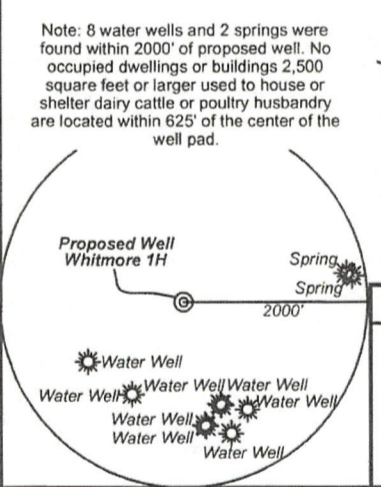 Note: 8 water wells and 2 springs were
found within 2000' of proposed well. No
occupied dwellings or buildings 2,500
square feet or larger used to house or
shelter dairy cattle or poultry husbandry
are located within 625' of the center of the
well pad.
Proposed Well
Whitmore 1H
Spring
Spring
2000'
Water Well
Water Well
Water Well
Water Well
Water Well
Water Well
Water Well
Water Well